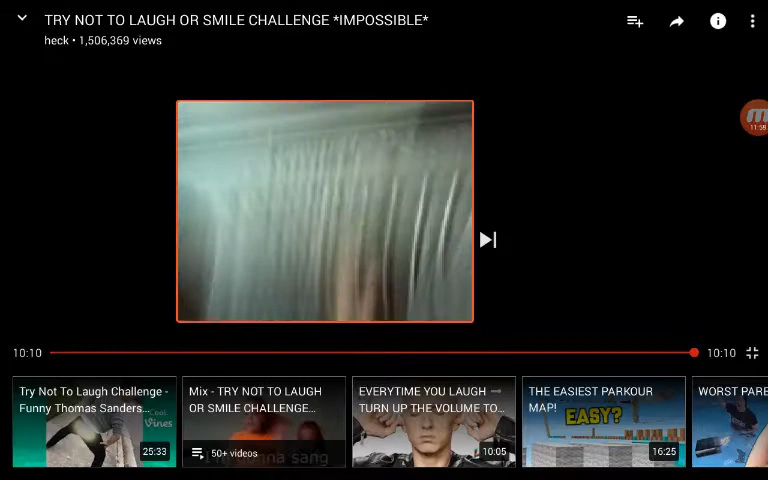 TRY NOT TO LAUGH OR SMILE CHALLENGE *IMPOSSIBLE*
heck • 1,506,369 views
11:59
10:10
10:10
Try Not To Laugh Challenge -
Funny Thomas Sanders...
Vines
25:33
Mix - TRY NOT TO LAUGH
OR SMILE CHALLENGE...
50+ videos
sang
EVERYTIME YOU LAUGH
TURN UP THE VOLUME TO...
10:05
THE EASIEST PARKOUR
MAP!
EASY?
16:25
WORST PARE